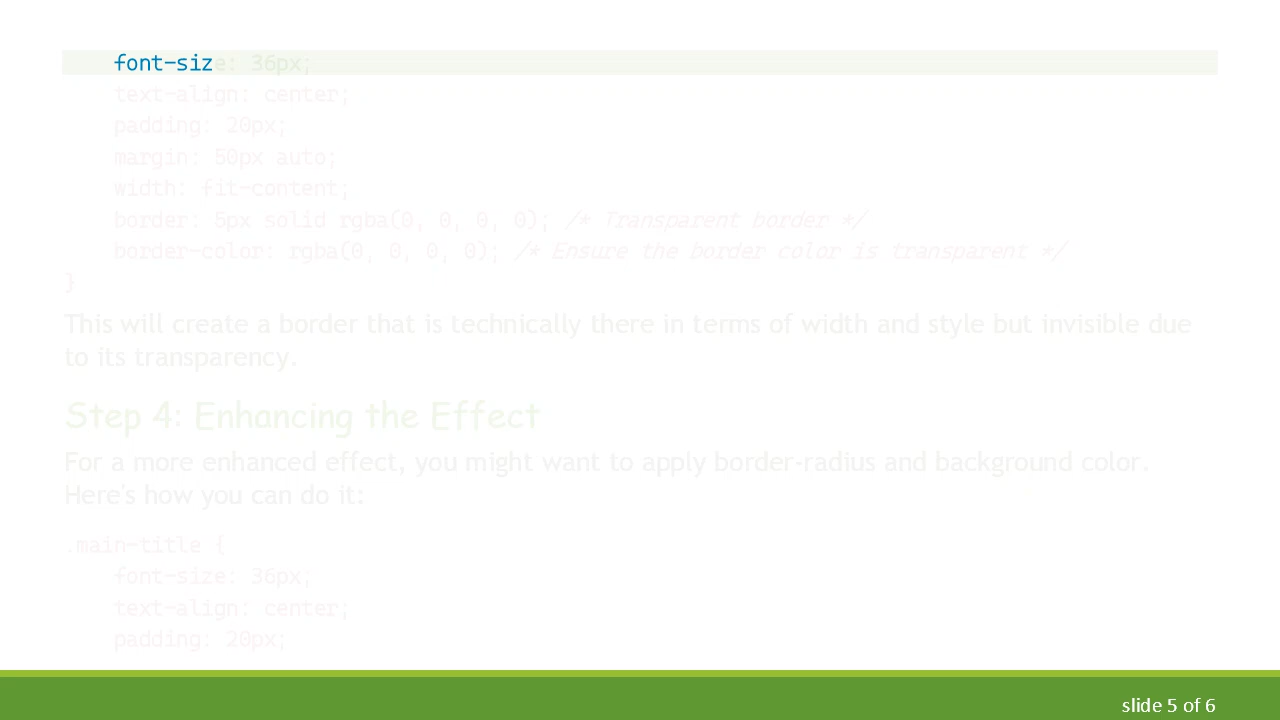 font-size: 36px;
text-align: center;
padding: 20px;
margin: 50px auto;
width: fit-content;
border: 5px solid rgba(0, 0, 0, 0); /* Transparent border */
border-color: rgba(0, 0, 0, 0); /* Ensure the border color is transparent */
}
This will create a border that is technically there in terms of width and style but invisible due
to its transparency.
Step 4: Enhancing the Effect
For a more enhanced effect, you might want to apply border-radius and background color.
Here's how you can do it:
.main-title {
font-size: 36px;
text-align: center;
padding: 20px;
slide 5 of 6